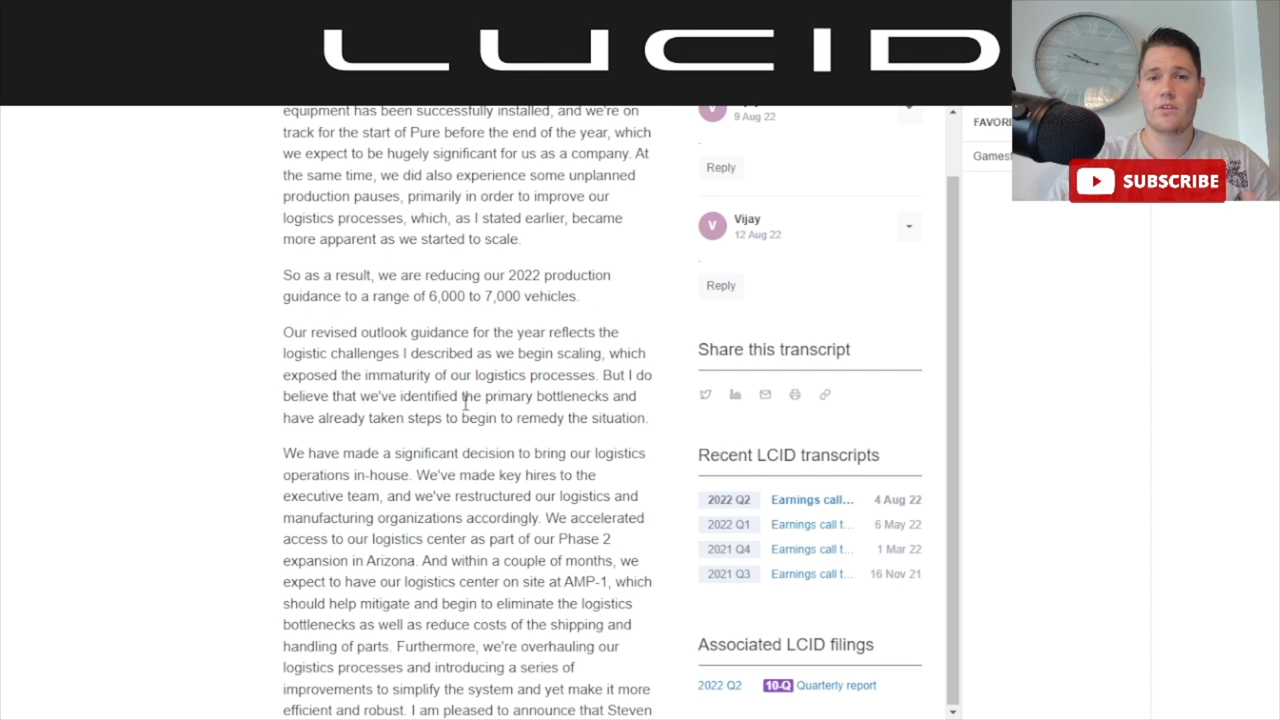 LUCID
equipment has been successfully installed, and we're on
track for the start of Pure before the end of the year, which
we expect to be hugely significant for us as a company. At
the same time, we did also experience some unplanned
production pauses, primarily in order to improve our
logistics processes, which, as I stated earlier, became
more apparent as we started to scale.
So as a result, we are reducing our 2022 production
guidance to a range of 6,000 to 7,000 vehicles.
Our revised outlook guidance for the year reflects the
logistic challenges I described as we begin scaling, which
exposed the immaturity of our logistics processes. But I do
believe that we've identified the primary bottlenecks and
have already taken steps to begin to remedy the situation.
We have made a significant decision to bring our logistics
operations in-house. We've made key hires to the
executive team, and we've restructured our logistics and
manufacturing organizations accordingly. We accelerated
access to our logistics center as part of our Phase 2
expansion in Arizona. And within a couple of months, we
expect to have our logistics center on site at AMP-1, which
should help mitigate and begin to eliminate the logistics
bottlenecks as well as reduce costs of the shipping and
handling of parts. Furthermore, we're overhauling our
logistics processes and introducing a series of
improvements to simplify the system and yet make it more
efficient and robust. I am pleased to announce that Steven
V
9 Aug 22
.
Reply
V
Vijay
12 Aug 22
.
Reply
Share this transcript
Recent LCID transcripts
2022 Q2 Earnings call... 4 Aug 22
2022 Q1 Earnings call t... 6 May 22
2021 Q4 Earnings call t... 1 Mar 22
2021 Q3 Earnings call t... 16 Nov 21
Associated LCID filings
2022 Q2 10-Q Quarterly report
FAVORI
Games
SUBSCRIBE